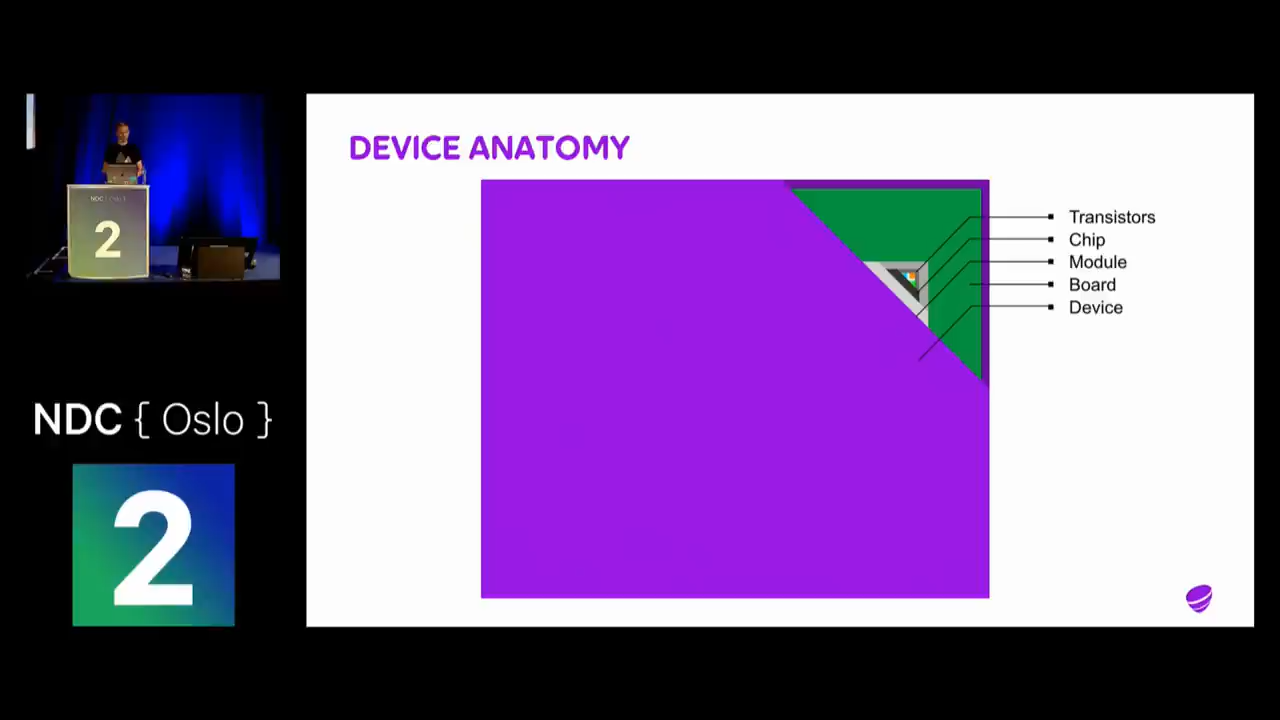 DEVICE ANATOMY
Transistors
Chip
Module
Board
Device
2
NDC { Oslo }
2